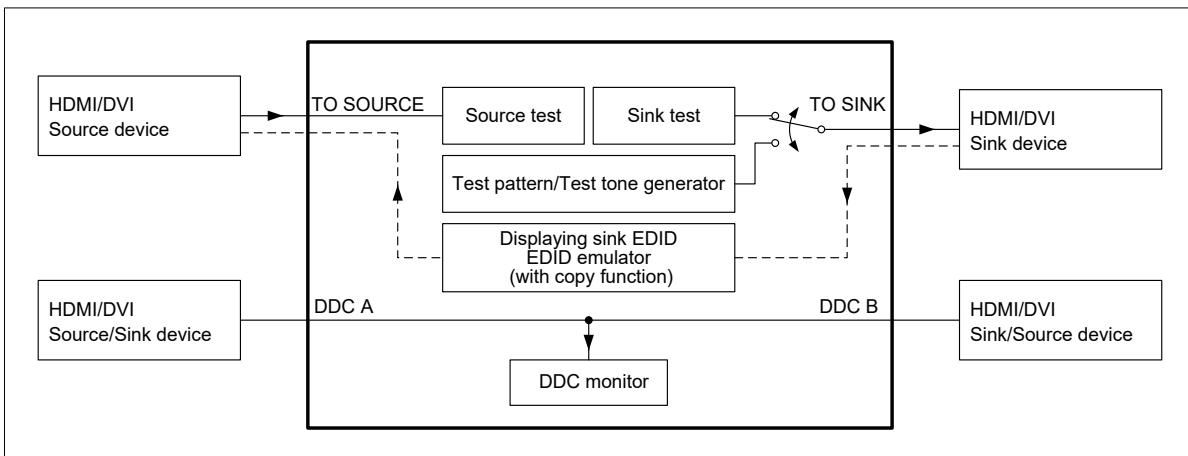 HDMI/DVI
Source device
TO SOURCE
Source test
Sink test
TO SINK
HDMI/DVI
Sink device
Test pattern/Test tone generator
Displaying sink EDID
EDID emulator
(with copy function)
HDMI/DVI
Source/Sink device
DDC A
DDC B
HDMI/DVI
Sink/Source device
DDC monitor